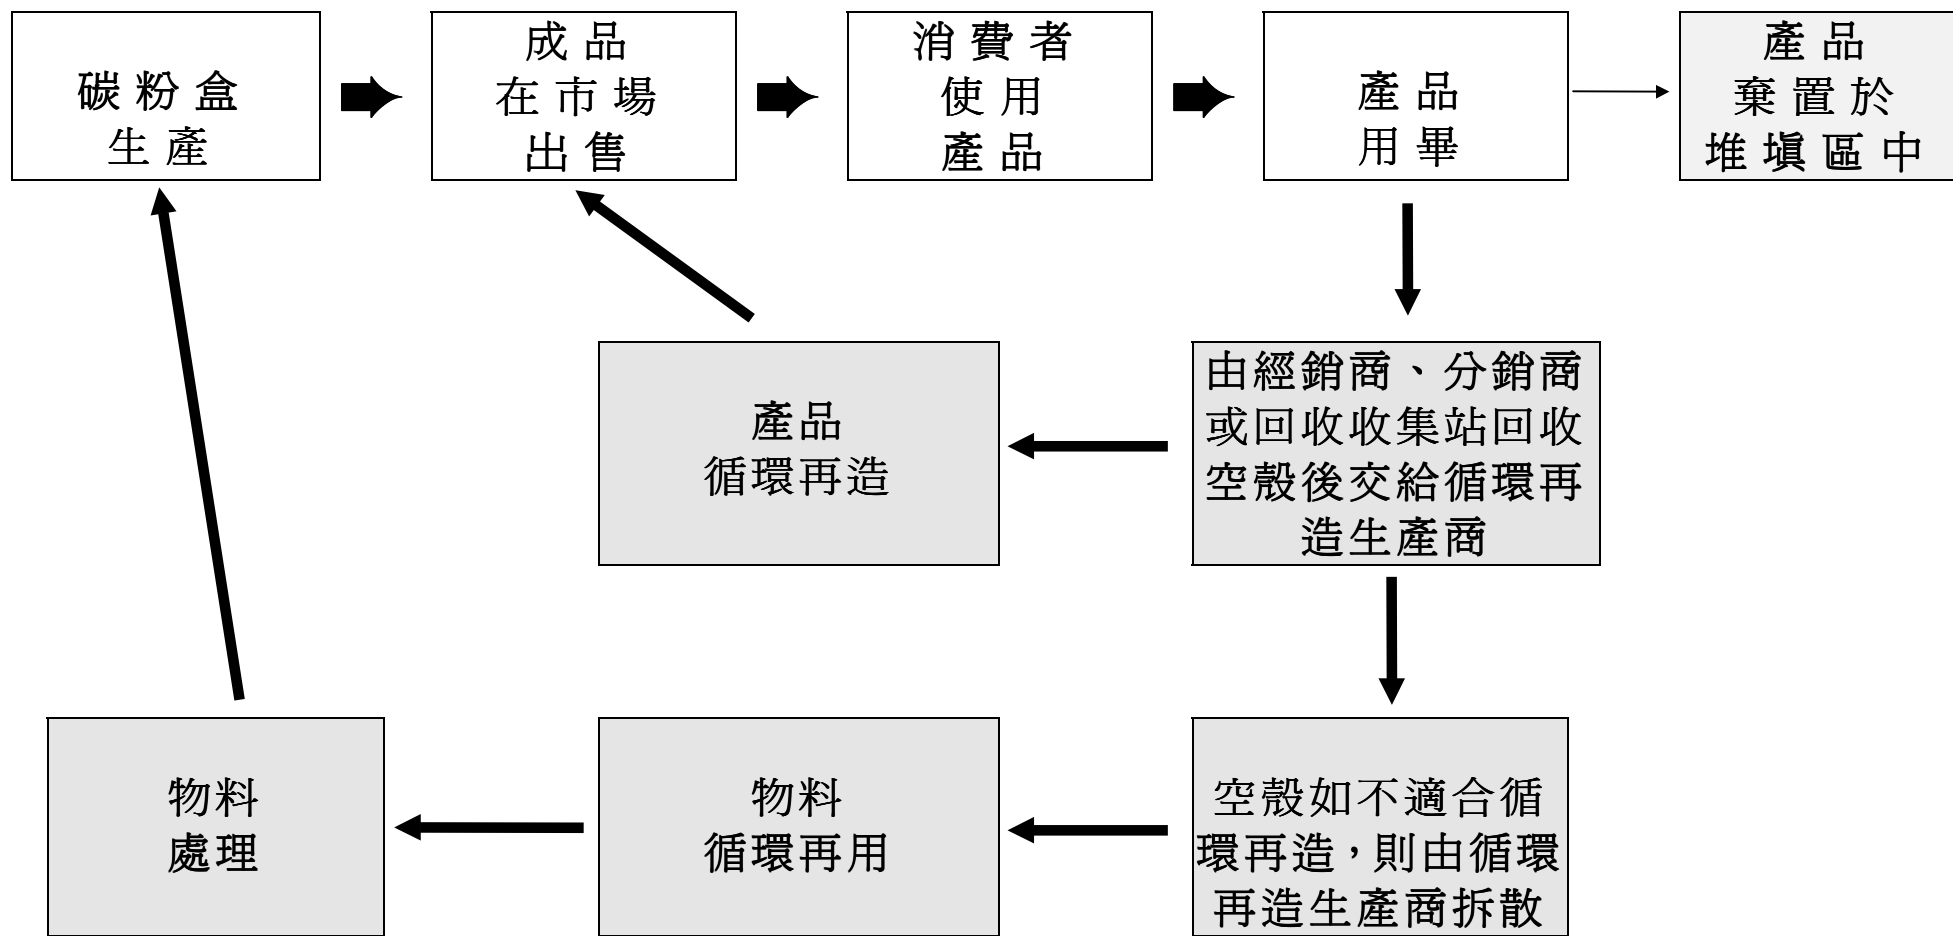 碳粉盒
生產
成品
在市場
出售
消費者
使用
產品
產品
用畢
產品
棄置於
堆填區中
產品
循環再造
由經銷商、分銷商
或回收收集站回收
空殼後交給循環再
造生產商
物料
處理
物料
循環再用
空殼如不適合循
環再造，則由循環
再造生產商拆散